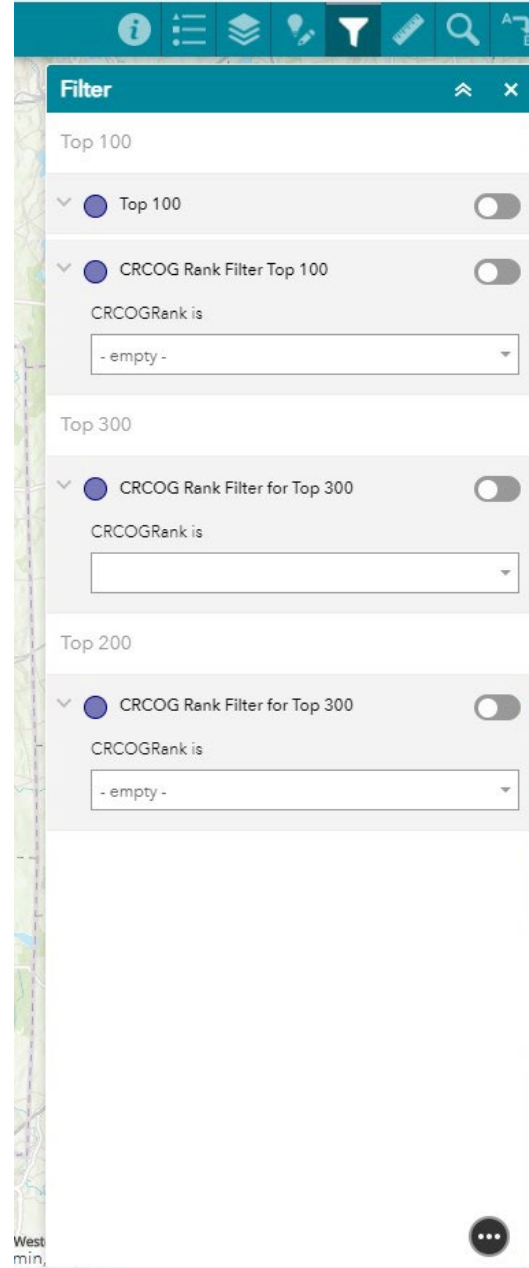 A
E
Filter
Top 100
Top 100
CRCOG Rank Filter Top 100
CRCOGRank is
- empty -
Top 300
CRCOG Rank Filter for Top 300
CRCOGRank is
Top 200
CRCOG Rank Filter for Top 300
CRCOGRank is
- empty -
West
min,